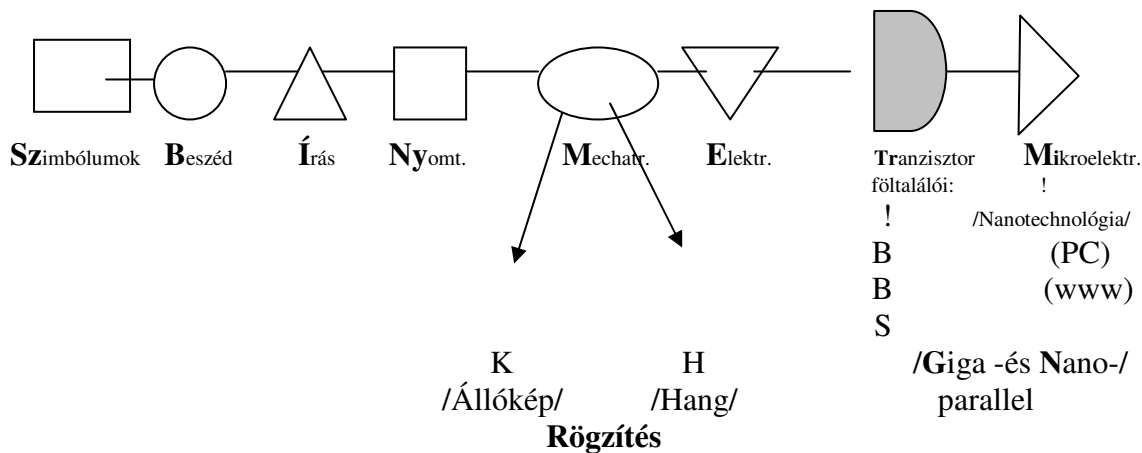 Szimbólumok Beszéd Írás Nyomt. Mechatr. Elektr. Tranzisztor Mikroelektr.
föltalálói: !
! /Nanotechnológia/
B (PC)
B (www)
S
K H /Giga -és Nano-/
/Állókép/ /Hang/ parallel
Rögzítés